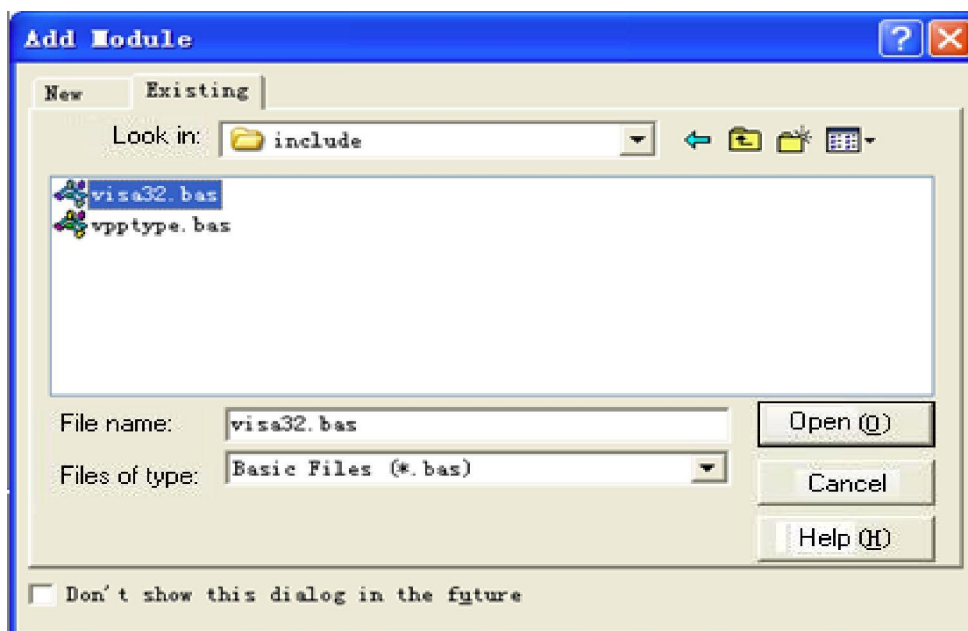 Add Module
New Existing
Look in: include
visa32.bas
vpptype.bas
File name: visa32.bas Open (O)
Files of type: Basic Files (*.bas)
Cancel
Help (H)
Don't show this dialog in the future